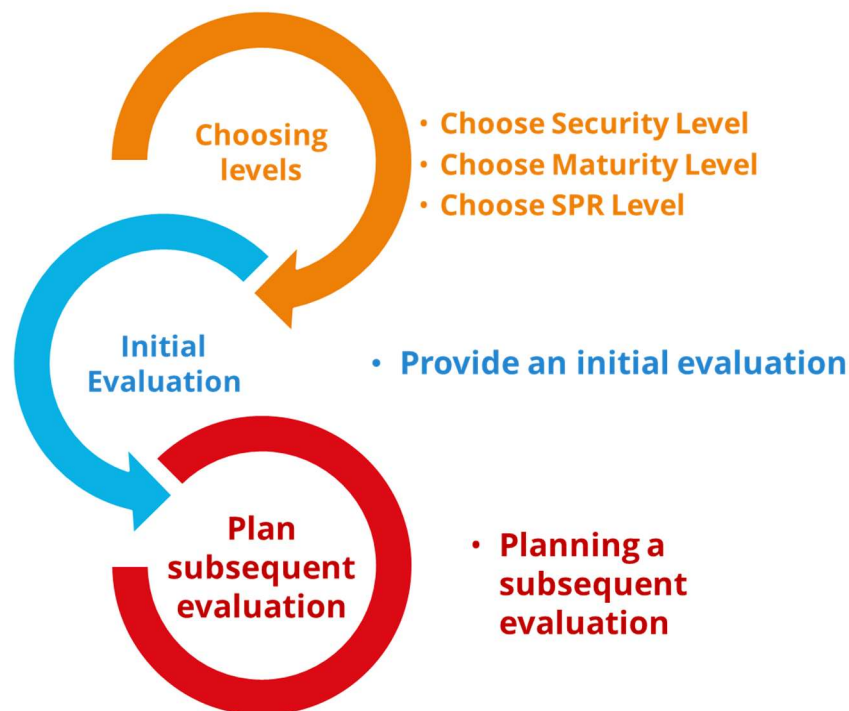 Choosing
levels
• Choose Security Level
• Choose Maturity Level
• Choose SPR Level
Initial
Evaluation
• Provide an initial evaluation
Plan
subsequent
evaluation
• Planning a
subsequent
evaluation